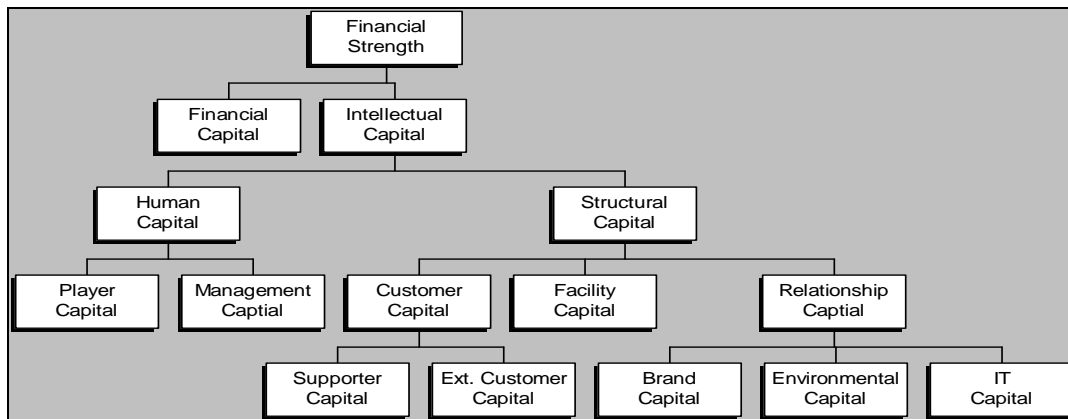 Financial
Strength
Financial
Capital
Intellectual
Capital
Human
Capital
Structural
Capital
Player
Capital
Management
Captial
Customer
Capital
Facility
Capital
Relationship
Captial
Supporter
Capital
Ext. Customer
Capital
Brand
Capital
Environmental
Capital
IT
Capital